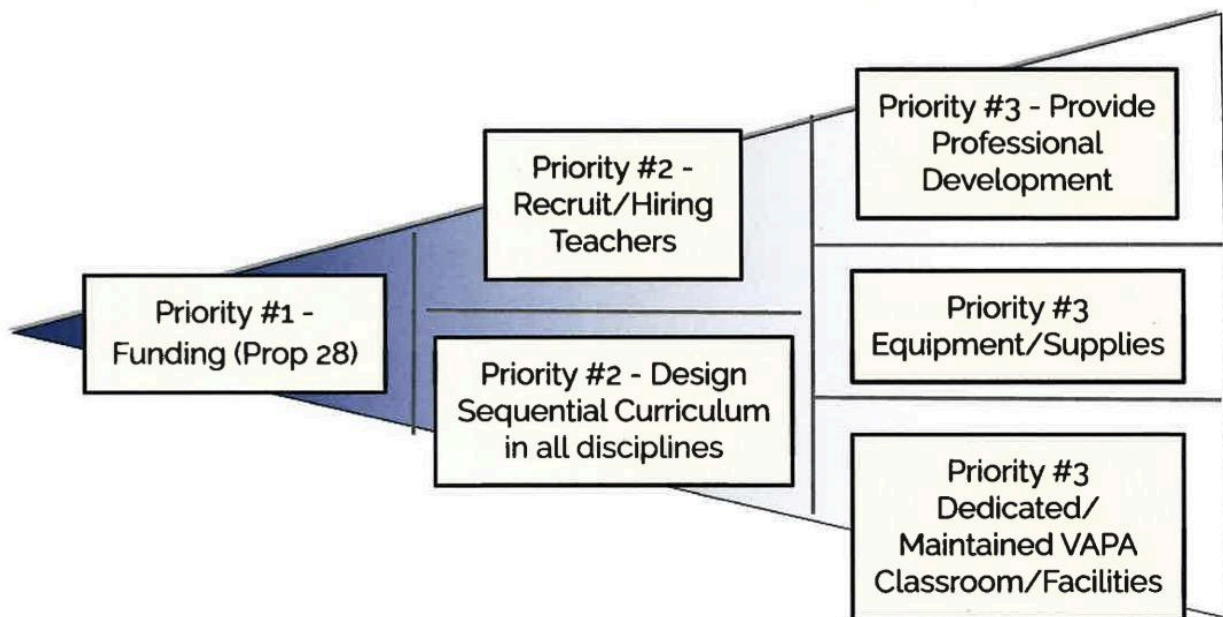 Priority #1 -
Funding (Prop 28)
Priority #2 -
Recruit/Hiring
Teachers
Priority #2 - Design
Sequential Curriculum
in all disciplines
Priority #3 - Provide
Professional
Development
Priority #3
Equipment/Supplies
Priority #3
Dedicated/
Maintained VAPA
Classroom/Facilities